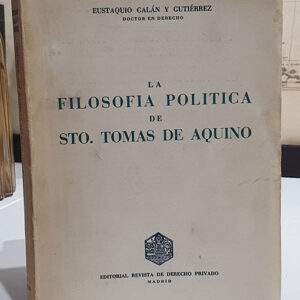 EUSTAQUIO GALÁN Y GUTIÉRREZ
DOCTOR EN DERECHO
LA
FILOSOFIA POLITICA
DE
STO. TOMAS DE AQUINO
EDITORIAL REVISTA DE DERECHO PRIVADO
MADRID